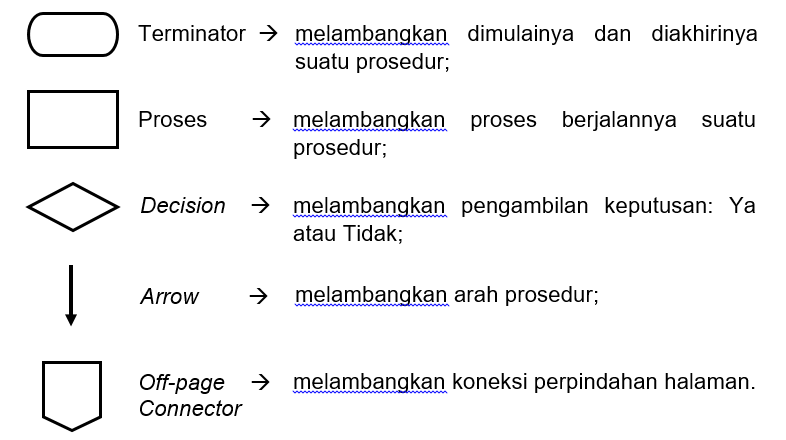 Terminator → melambangkan dimulainya dan diakhirinya
suatu prosedur;
Proses → melambangkan proses berjalannya suatu
prosedur;
Decision → melambangkan pengambilan keputusan: Ya
atau Tidak;
Arrow → melambangkan arah prosedur;
Off-page → melambangkan koneksi perpindahan halaman.
Connector